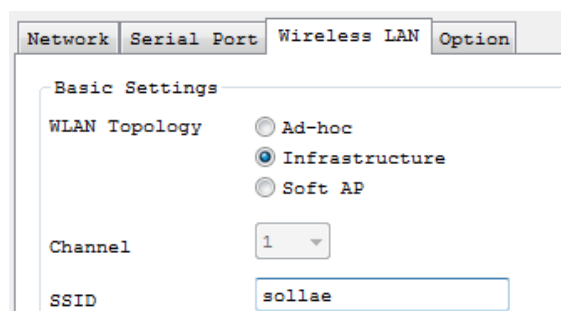 Network Serial Port Wireless LAN Option
Basic Settings
WLAN Topology Ad-hoc
Infrastructure
Soft AP
Channel 1
SSID sollae